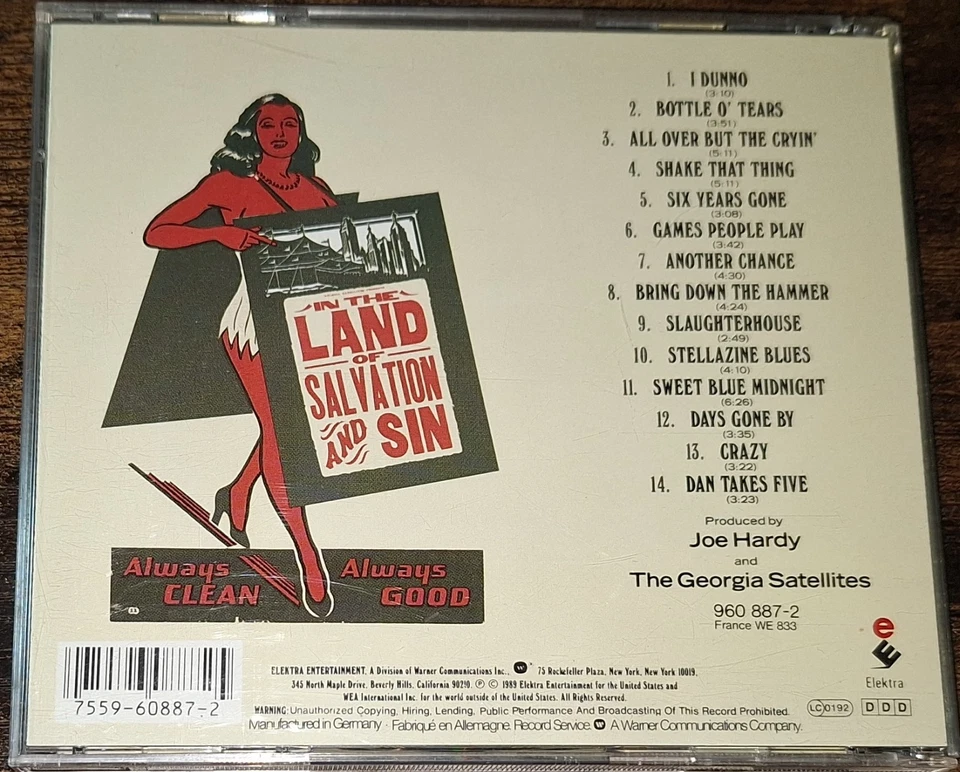 1. I DUNNO
(3:10)
2. BOTTLE O' TEARS
(3:51)
3. ALL OVER BUT THE CRYIN'
(5:11)
4. SHAKE THAT THING
(5:11)
5. SIX YEARS GONE
(3:08)
6. GAMES PEOPLE PLAY
(3:42)
7. ANOTHER CHANCE
(4:30)
8. BRING DOWN THE HAMMER
(4:24)
9. SLAUGHTERHOUSE
(2:49)
10. STELLAZINE BLUES
(4:10)
11. SWEET BLUE MIDNIGHT
(6:26)
12. DAYS GONE BY
(3:35)
13. CRAZY
(3:22)
14. DAN TAKES FIVE
(3:23)
IN THE
LAND
OF
SALVATION
AND SIN
Always CLEAN
Always GOOD
Produced by
Joe Hardy
and
The Georgia Satellites
960 887-2
France WE 833
e
Elektra
7559-60887-2
ELEKTRA ENTERTAINMENT, A Division of Warner Communications Inc., 75 Rockefeller Plaza, New York, New York 10019,
345 North Maple Drive, Beverly Hills, California 90210. ℗ © 1989 Elektra Entertainment for the United States and
WEA International Inc. for the world outside of the United States. All Rights Reserved.
WARNING: Unauthorized Copying, Hiring, Lending, Public Performance And Broadcasting Of This Record Prohibited.
Manufactured in Germany · Fabriqué en Allemagne. Record Service. A Warner Communications Company.
LC 0192
DDD